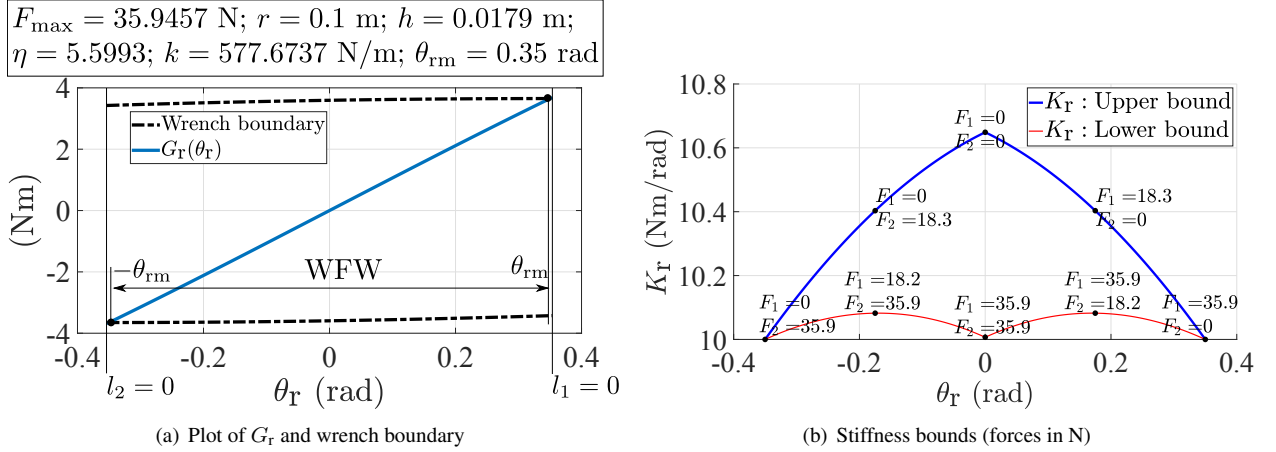 F_max = 35.9457 N; r = 0.1 m; h = 0.0179 m;
η = 5.5993; k = 577.6737 N/m; θ_rm = 0.35 rad
4
2
0
-2
-4
(Nm)
Wrench boundary
G_r(θ_r)
−θ_rm
WFW
θ_rm
-0.4
-0.2
0
0.2
0.4
l_2 = 0
θ_r (rad)
l_1 = 0
(a) Plot of G_r and wrench boundary
10.8
10.6
10.4
10.2
10
K_r (Nm/rad)
K_r : Upper bound
K_r : Lower bound
F_1 =0
F_2 =0
F_1 =0
F_2 =18.3
F_1 =18.3
F_2 =0
F_1 =0
F_2 =35.9
F_1 =18.2
F_2 =35.9
F_1 =35.9
F_2 =35.9
F_1 =35.9
F_2 =18.2
F_1 =35.9
F_2 =0
-0.4
-0.2
0
0.2
0.4
θ_r (rad)
(b) Stiffness bounds (forces in N)